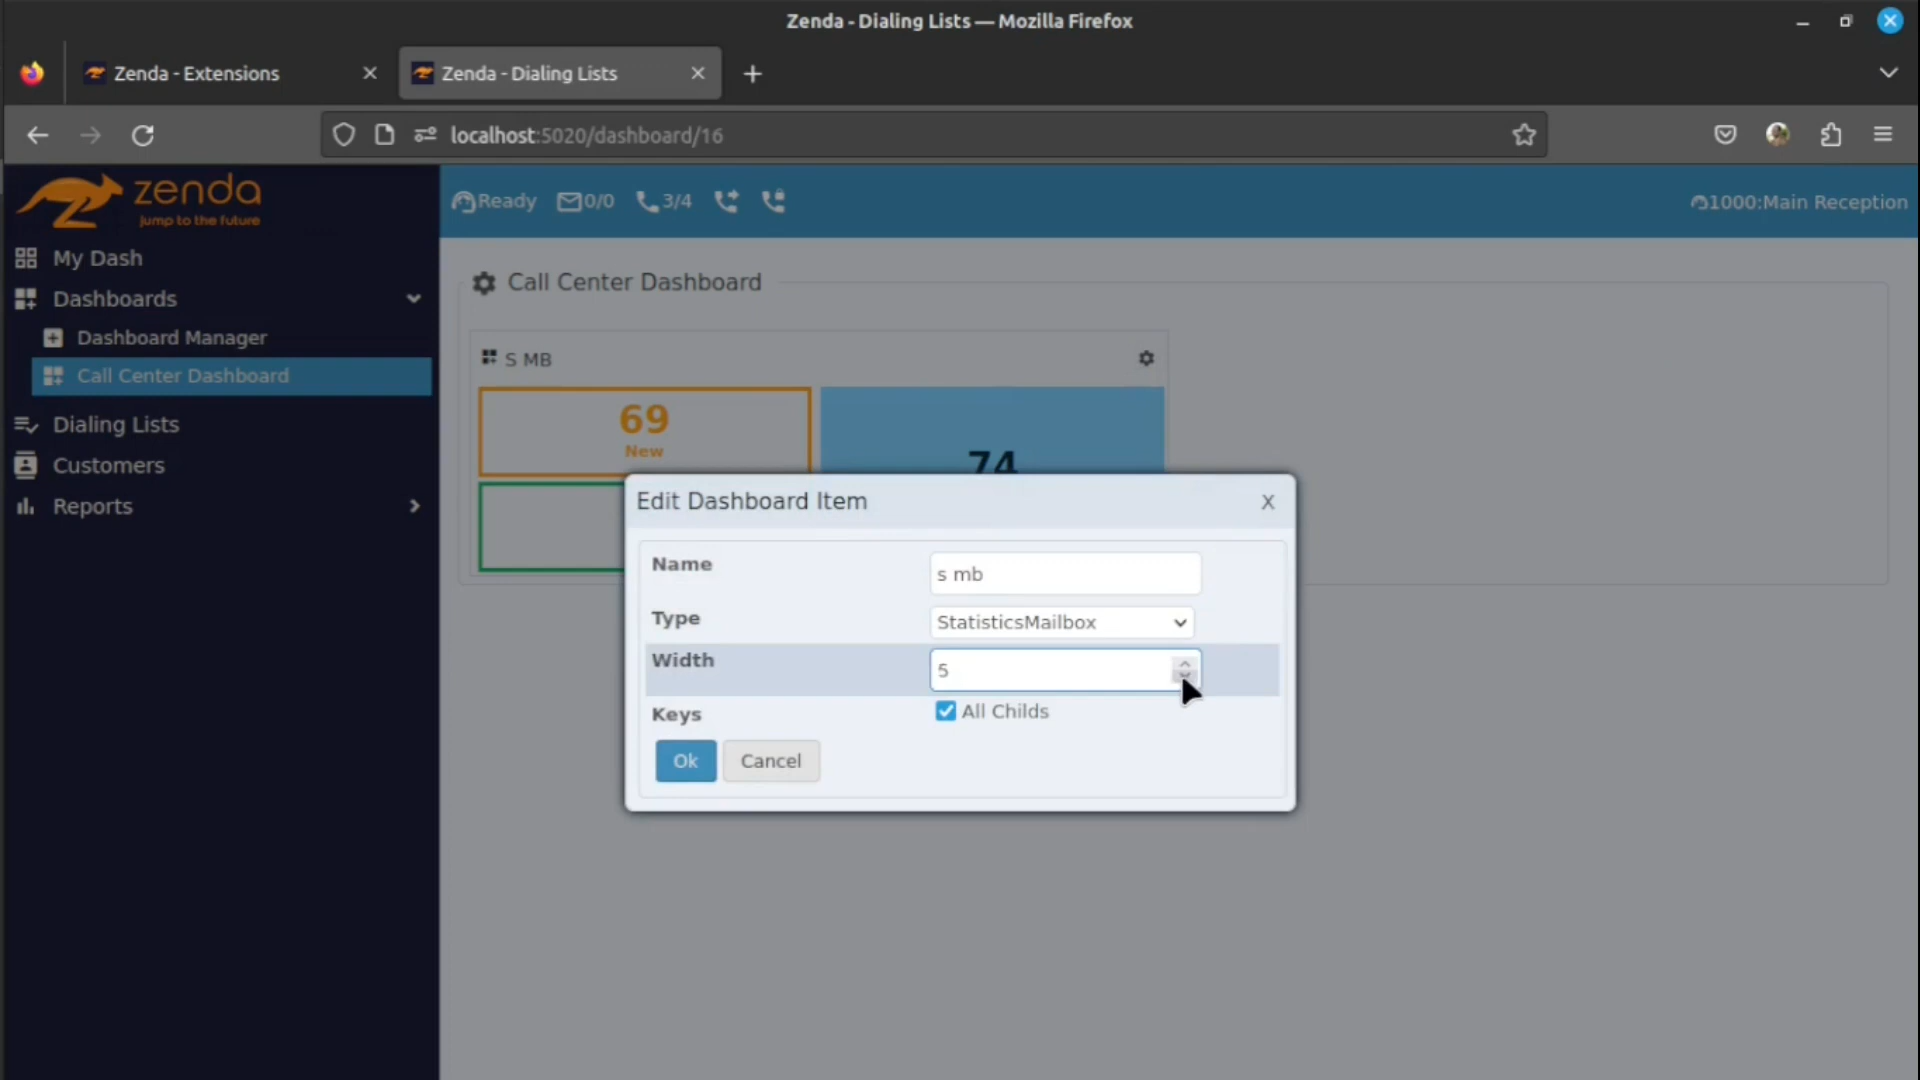 Zenda - Dialing Lists — Mozilla Firefox
Zenda - Extensions
Zenda - Dialing Lists
localhost:5020/dashboard/16
zenda
jump to the future
Ready
0/0
3/4
1000:Main Reception
My Dash
Dashboards
Dashboard Manager
Call Center Dashboard
Dialing Lists
Customers
Reports
Call Center Dashboard
S MB
69
New
74
Edit Dashboard Item
X
Name
s mb
Type
StatisticsMailbox
Width
5
Keys
All Childs
Ok
Cancel